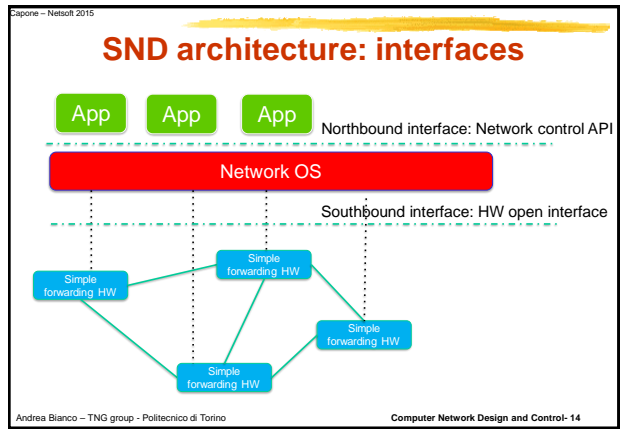 Capone – Netsoft 2015
SND architecture: interfaces
App
App
App
Northbound interface: Network control API
Network OS
Southbound interface: HW open interface
Simple
forwarding HW
Simple
forwarding HW
Simple
forwarding HW
Simple
forwarding HW
Andrea Bianco – TNG group - Politecnico di Torino
Computer Network Design and Control- 14